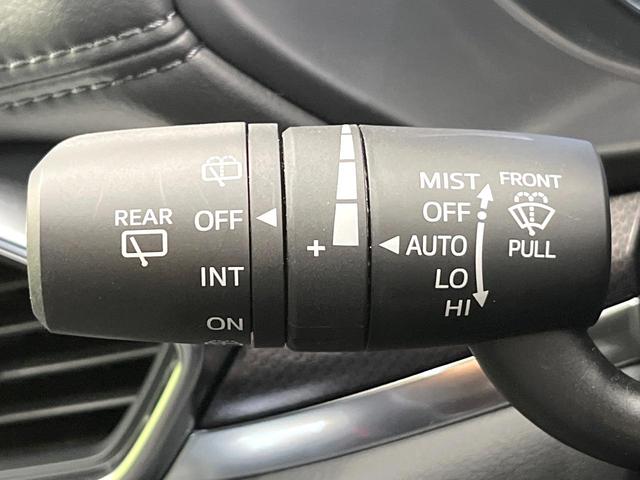 REAR
OFF
INT
ON
+
MIST
OFF
AUTO
LO
HI
FRONT
PULL